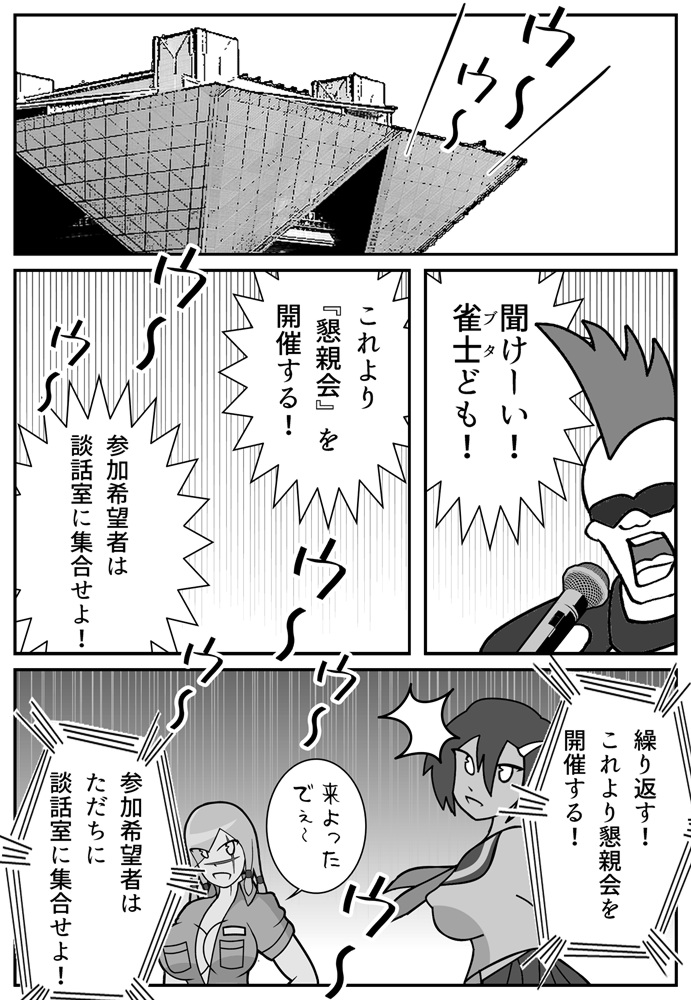 ウ~
ウ~
聞けーい!
雀士ども!
ブタ
これより
『懇親会』を
開催する!
参加希望者は
談話室に集合せよ!
ウ~
ウ~
繰り返す!
これより懇親会を
開催する!
来よった
でぇ~
参加希望者は
ただちに
談話室に集合せよ!
ウ~
ウ~
ウ~
ウ~